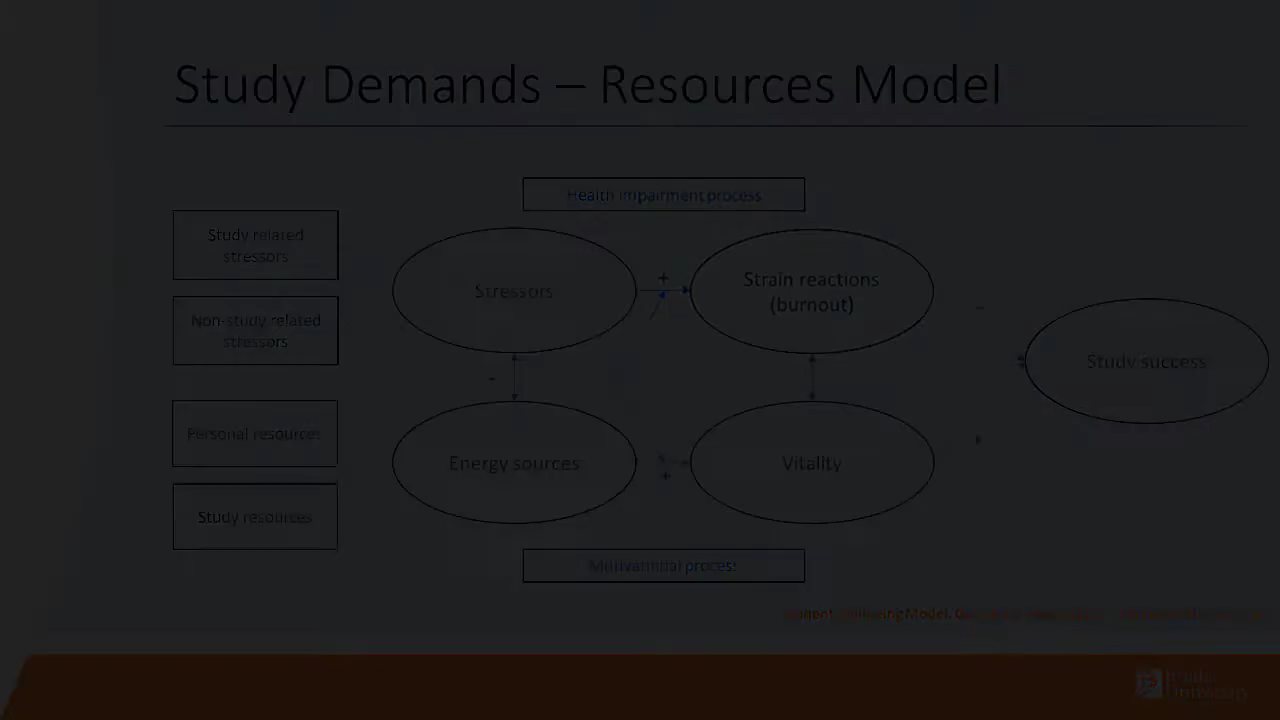 Study Demands – Resources Model
Health impairment process
Study related
stressors
Stressors
+
Strain reactions
(burnout)
-
Non-study related
stressors
Study success
-
Personal resources
Energy sources
+
Vitality
Study resources
process
Model.